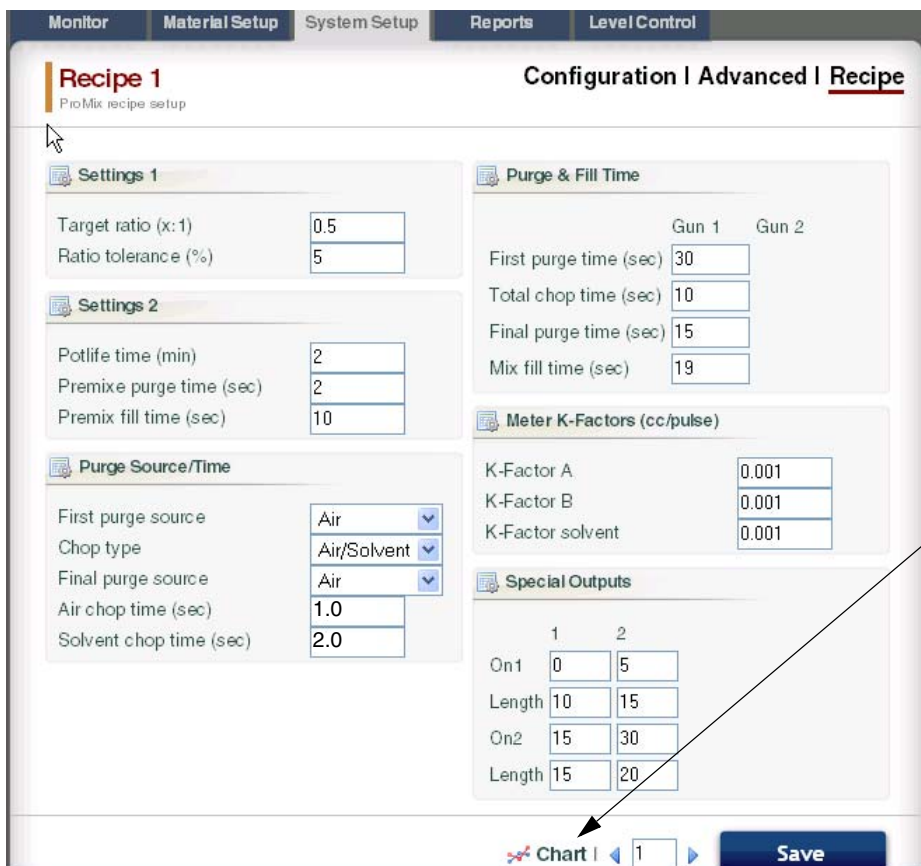 Monitor Material Setup System Setup Reports Level Control
Recipe 1
ProMix recipe setup
Configuration | Advanced | Recipe
Settings 1
Target ratio (x:1) 0.5
Ratio tolerance (%) 5
Settings 2
Potlife time (min) 2
Premixe purge time (sec) 2
Premix fill time (sec) 10
Purge Source/Time
First purge source Air
Chop type Air/Solvent
Final purge source Air
Air chop time (sec) 1.0
Solvent chop time (sec) 2.0
Purge & Fill Time
Gun 1 Gun 2
First purge time (sec) 30
Total chop time (sec) 10
Final purge time (sec) 15
Mix fill time (sec) 19
Meter K-Factors (cc/pulse)
K-Factor A 0.001
K-Factor B 0.001
K-Factor solvent 0.001
Special Outputs
1 2
On1 0 5
Length 10 15
On2 15 30
Length 15 20
Chart | 1 Save